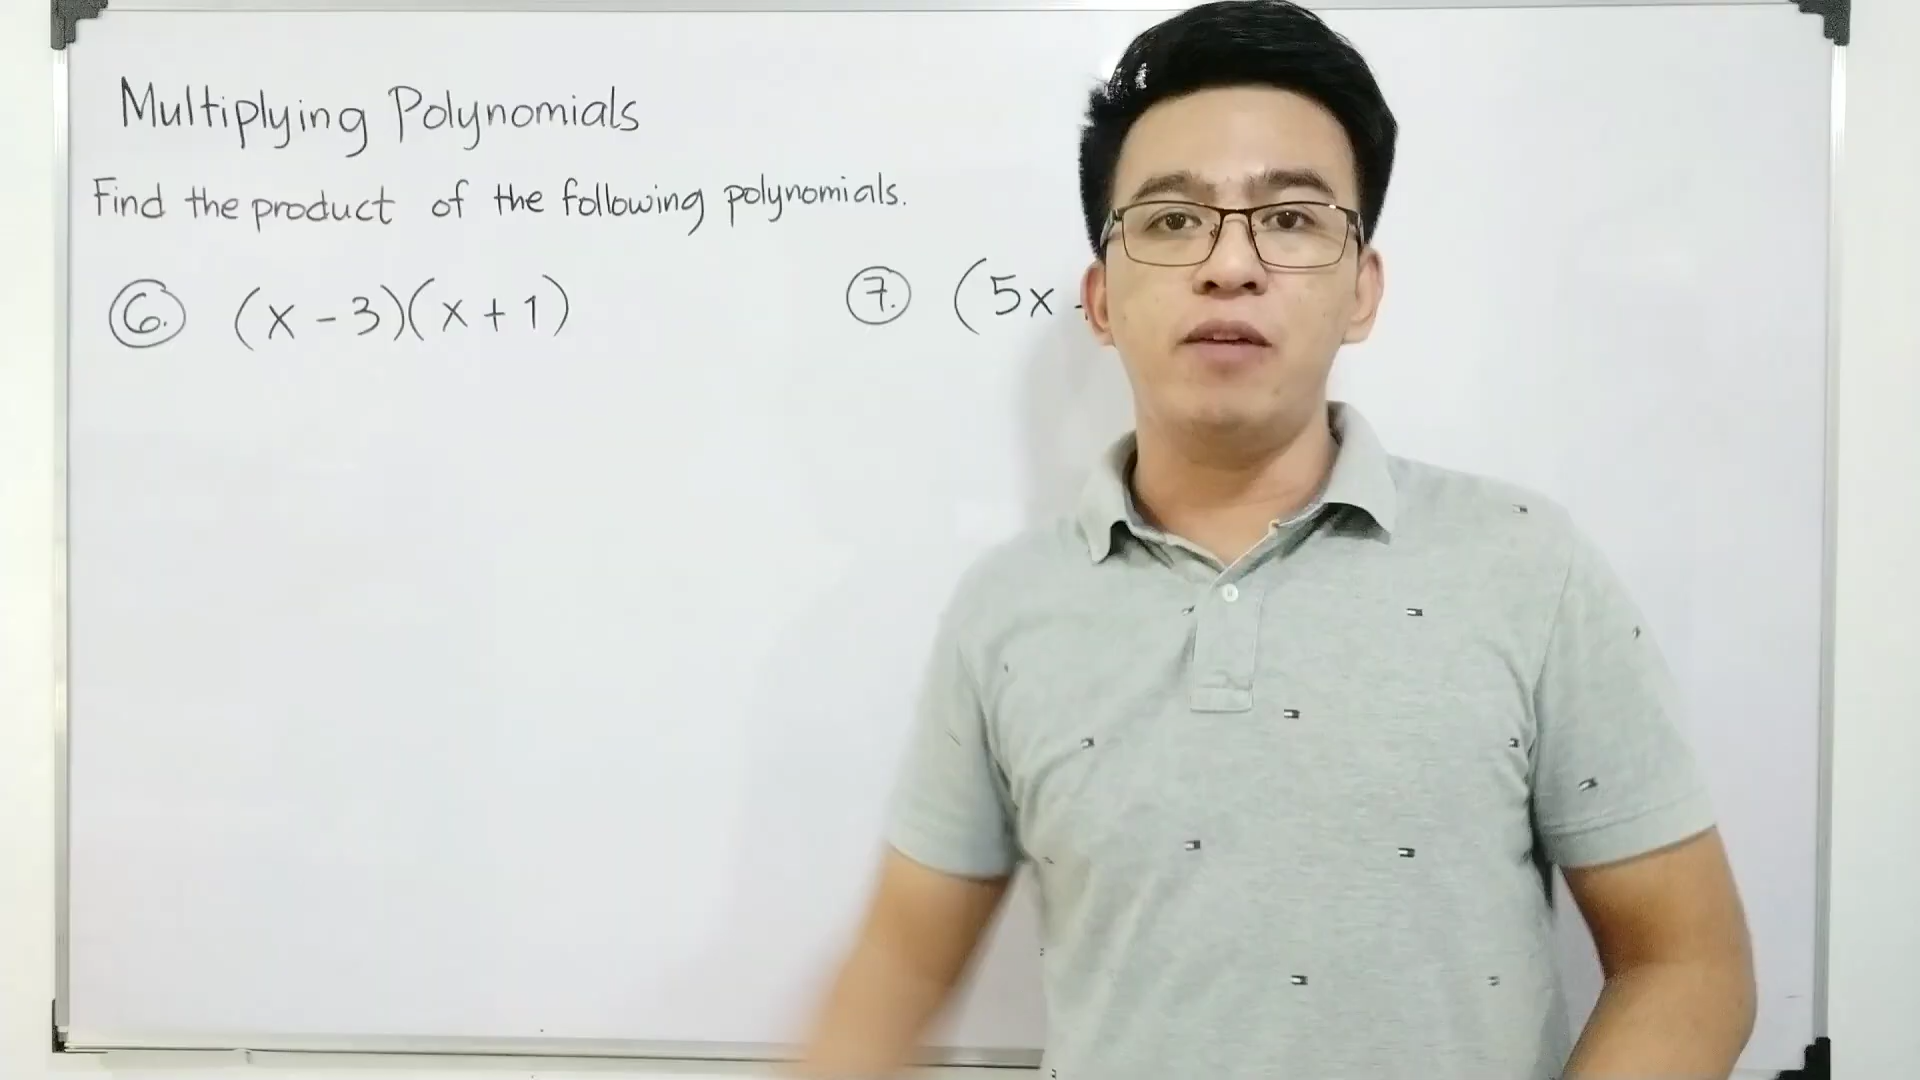 Multiplying Polynomials
Find the product of the following polynomials.
6. (x - 3)(x + 1)
7. (5x -